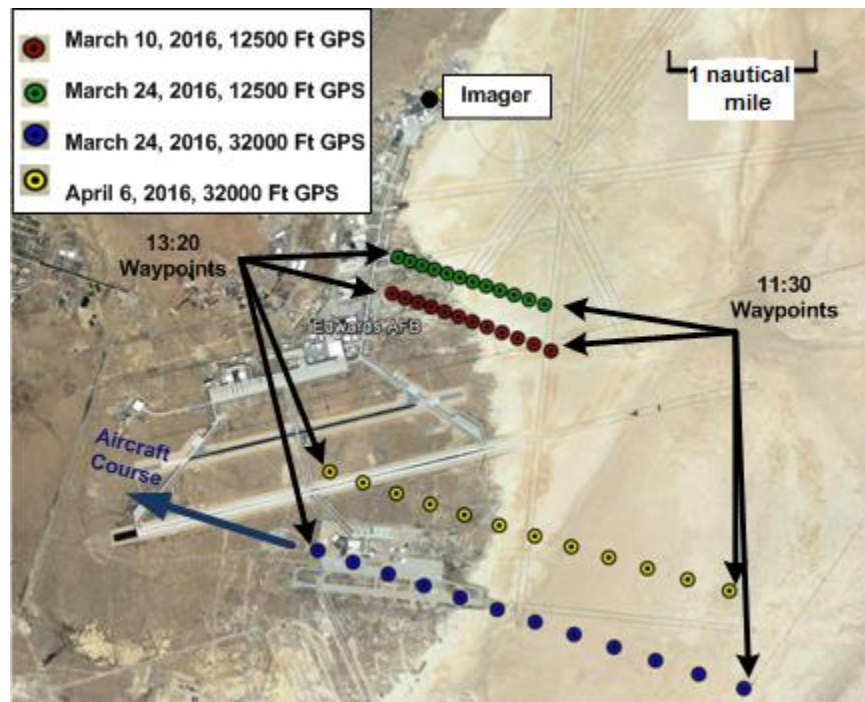 March 10, 2016, 12500 Ft GPS
March 24, 2016, 12500 Ft GPS
March 24, 2016, 32000 Ft GPS
April 6, 2016, 32000 Ft GPS
1 nautical
mile
Imager
13:20
Waypoints
11:30
Waypoints
Edwards AFB
Aircraft
Course